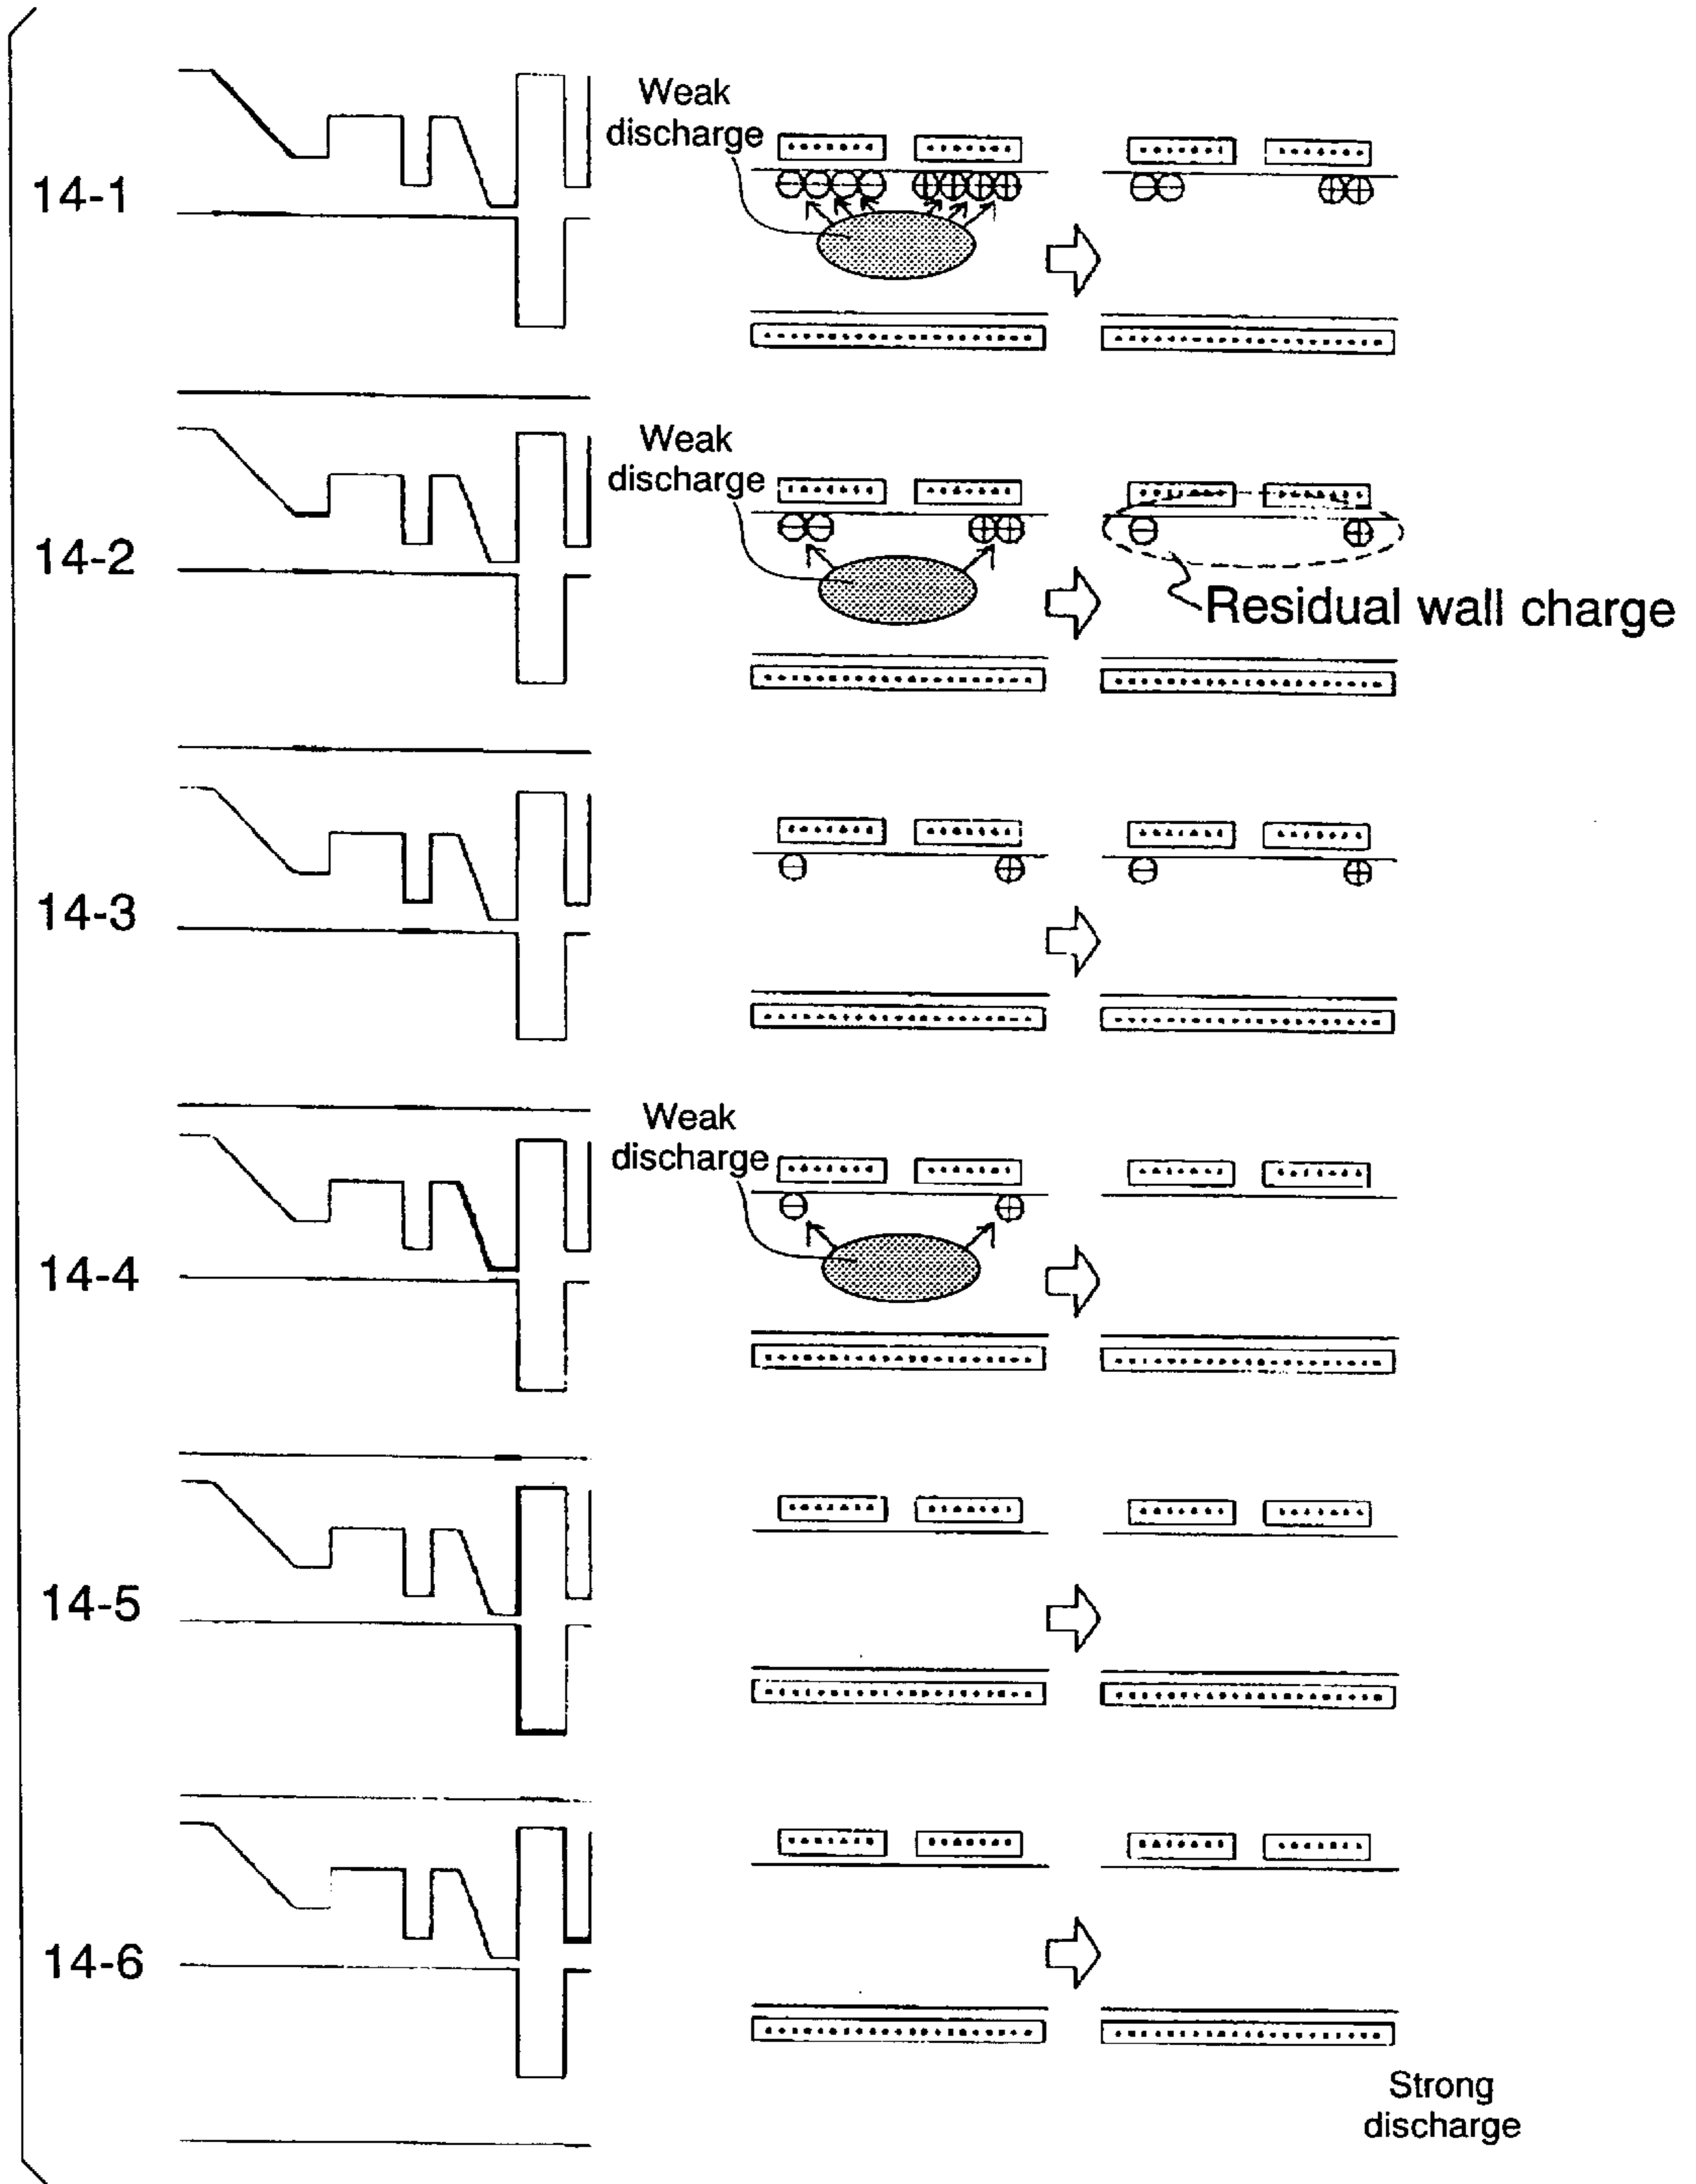 14-1
Weak
discharge
14-2
Weak
discharge
Residual wall charge
14-3
14-4
Weak
discharge
14-5
14-6
Strong
discharge